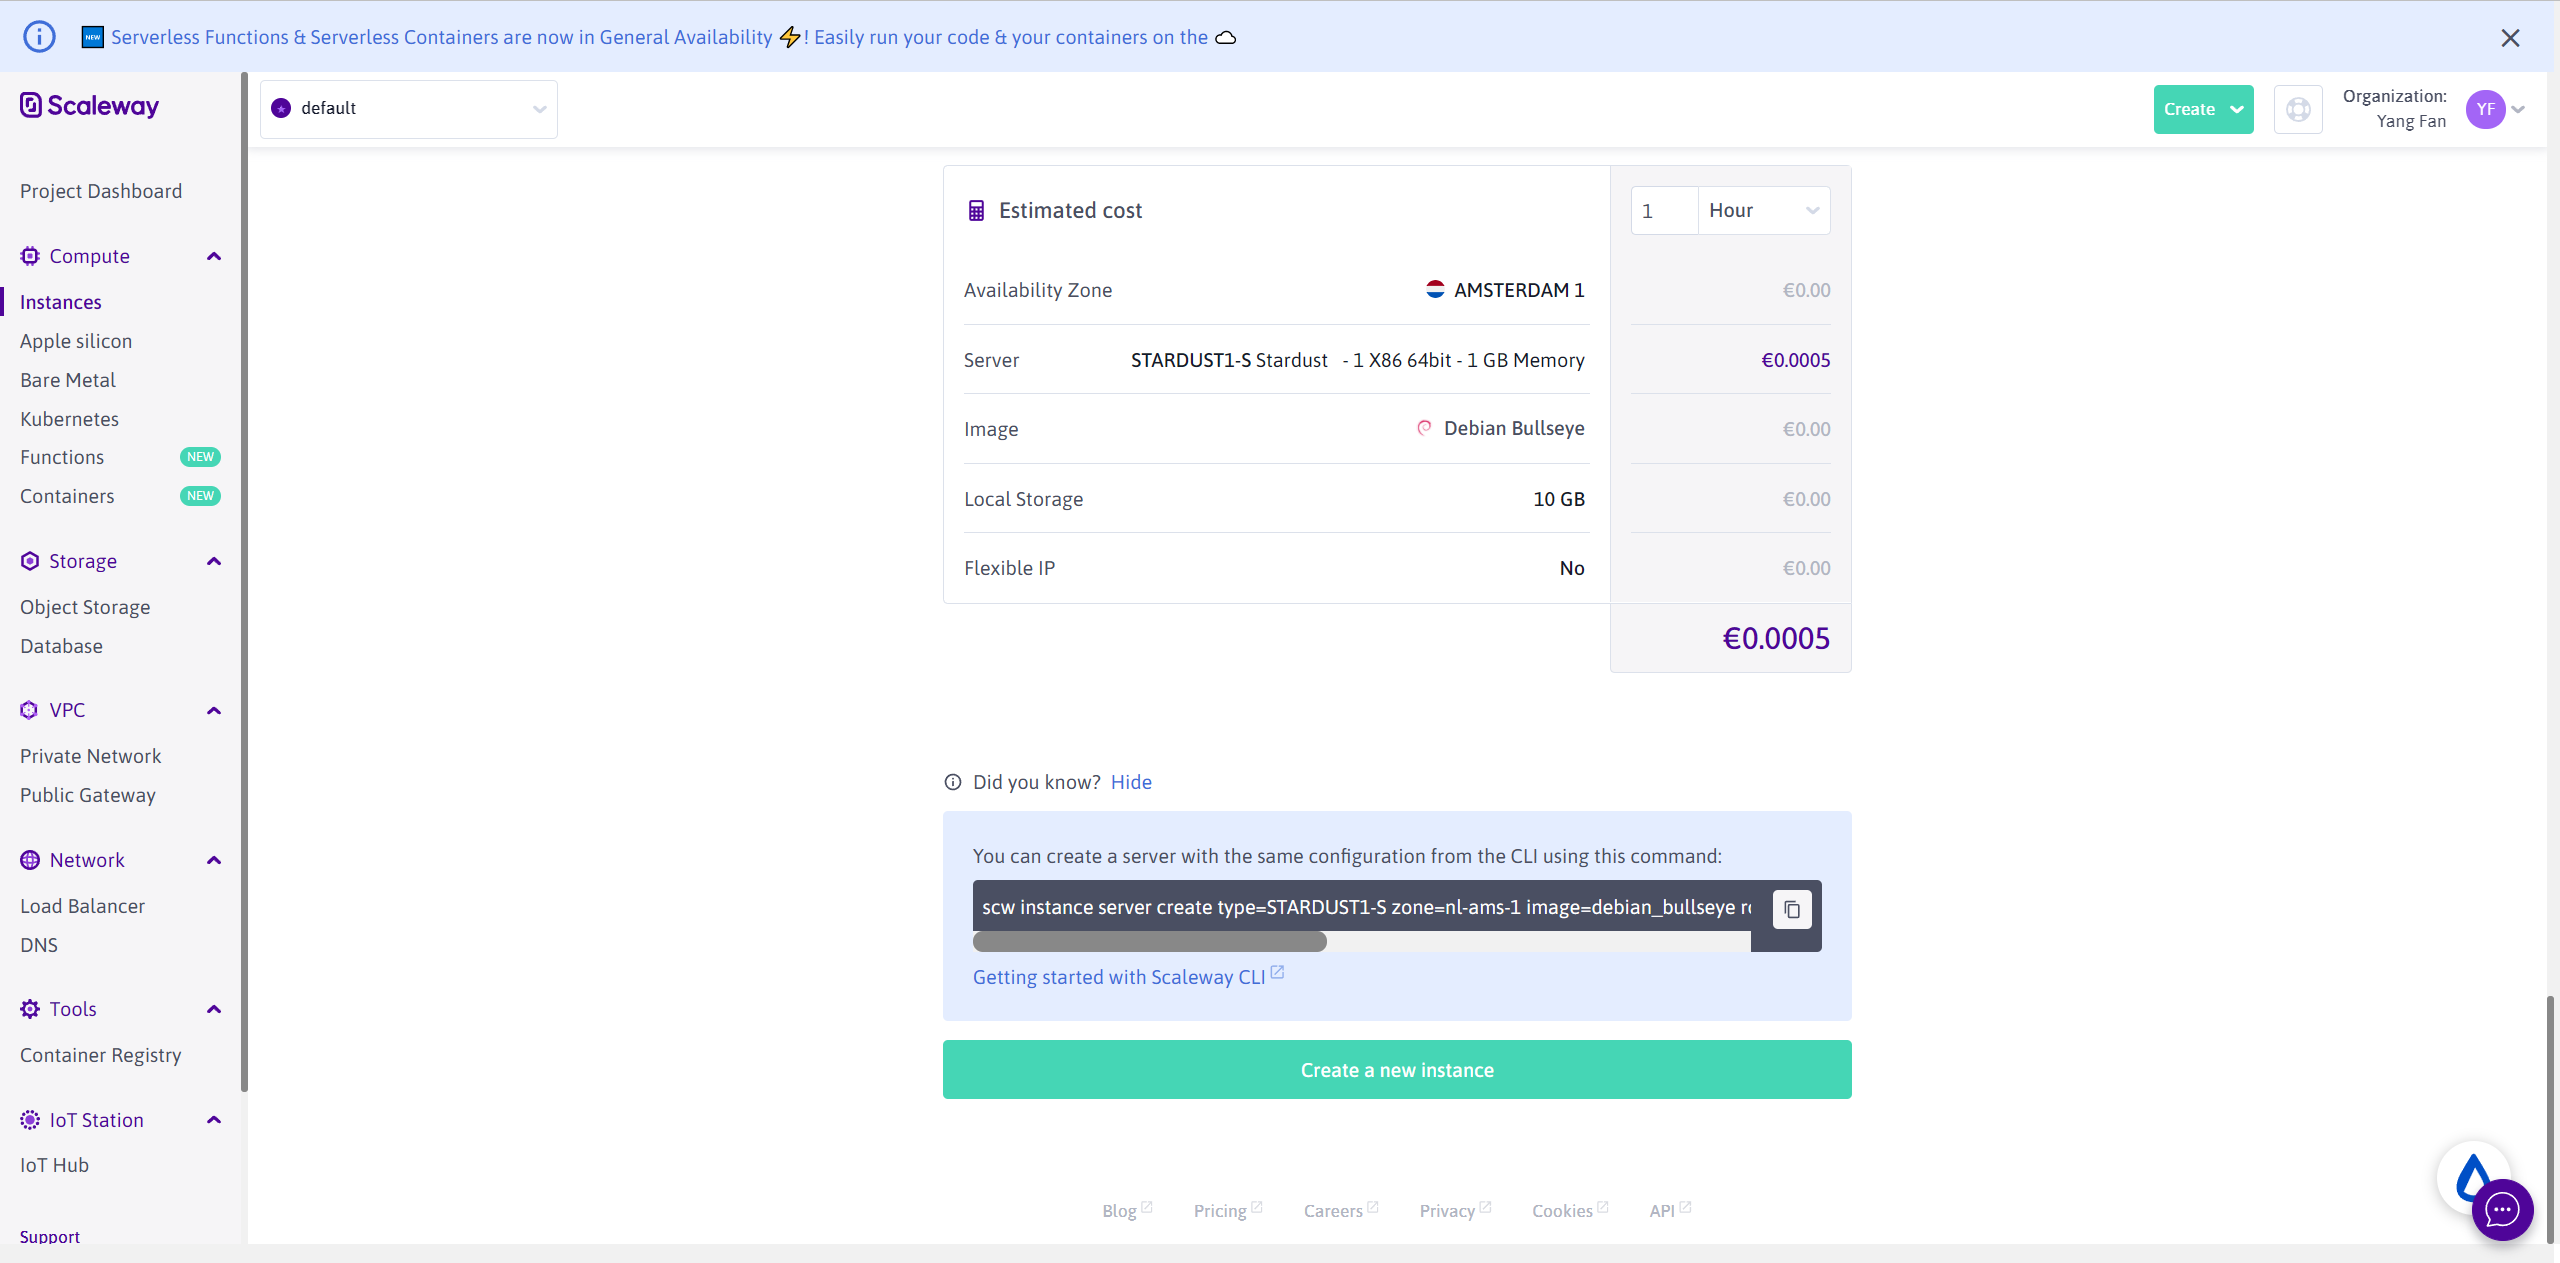 NEW Serverless Functions & Serverless Containers are now in General Availability ⚡! Easily run your code & your containers on the
Scaleway
default
Create
Organization:
Yang Fan
YF
Project Dashboard
Compute
Instances
Apple silicon
Bare Metal
Kubernetes
Functions NEW
Containers NEW
Storage
Object Storage
Database
VPC
Private Network
Public Gateway
Network
Load Balancer
DNS
Tools
Container Registry
IoT Station
IoT Hub
Support
Estimated cost
1 Hour
Availability Zone AMSTERDAM 1 €0.00
Server STARDUST1-S Stardust - 1 X86 64bit - 1 GB Memory €0.0005
Image Debian Bullseye €0.00
Local Storage 10 GB €0.00
Flexible IP No €0.00
€0.0005
Did you know? Hide
You can create a server with the same configuration from the CLI using this command:
scw instance server create type=STARDUST1-S zone=nl-ams-1 image=debian_bullseye
Getting started with Scaleway CLI
Create a new instance
Blog Pricing Careers Privacy Cookies API